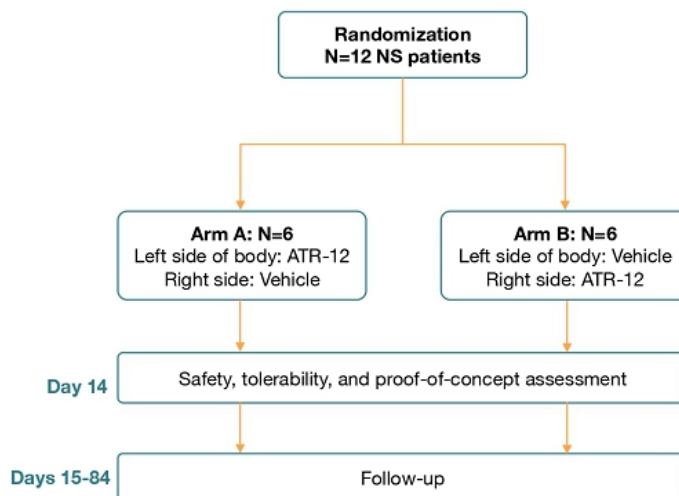 Randomization
N=12 NS patients
Arm A: N=6
Left side of body: ATR-12
Right side: Vehicle
Arm B: N=6
Left side of body: Vehicle
Right side: ATR-12
Day 14
Safety, tolerability, and proof-of-concept assessment
Days 15-84
Follow-up